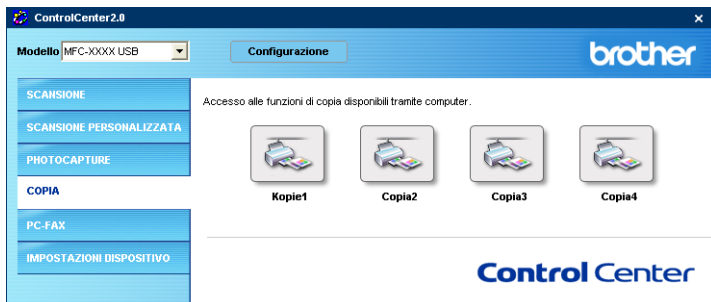 ControlCenter2.0
Modello MFC-XXXX USB
Configurazione
brother
SCANSIONE
SCANSIONE PERSONALIZZATA
PHOTOCAPTURE
COPIA
PC-FAX
IMPOSTAZIONI DISPOSITIVO
Accesso alle funzioni di copia disponibili tramite computer.
Kopie1
Copia2
Copia3
Copia4
Control Center